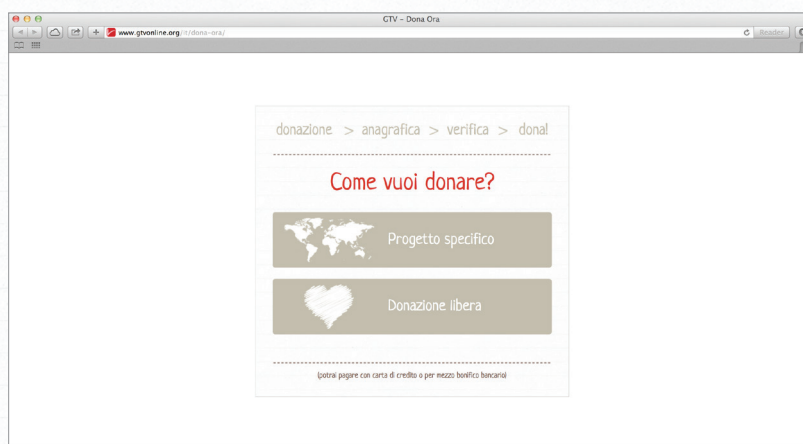 GTV – Dona Ora
www.gtvonline.org/it/dona-ora/
Reader
donazione > anagrafica > verifica > dona!
Come vuoi donare?
Progetto specifico
Donazione libera
(potrai pagare con carta di credito o per mezzo bonifico bancario)